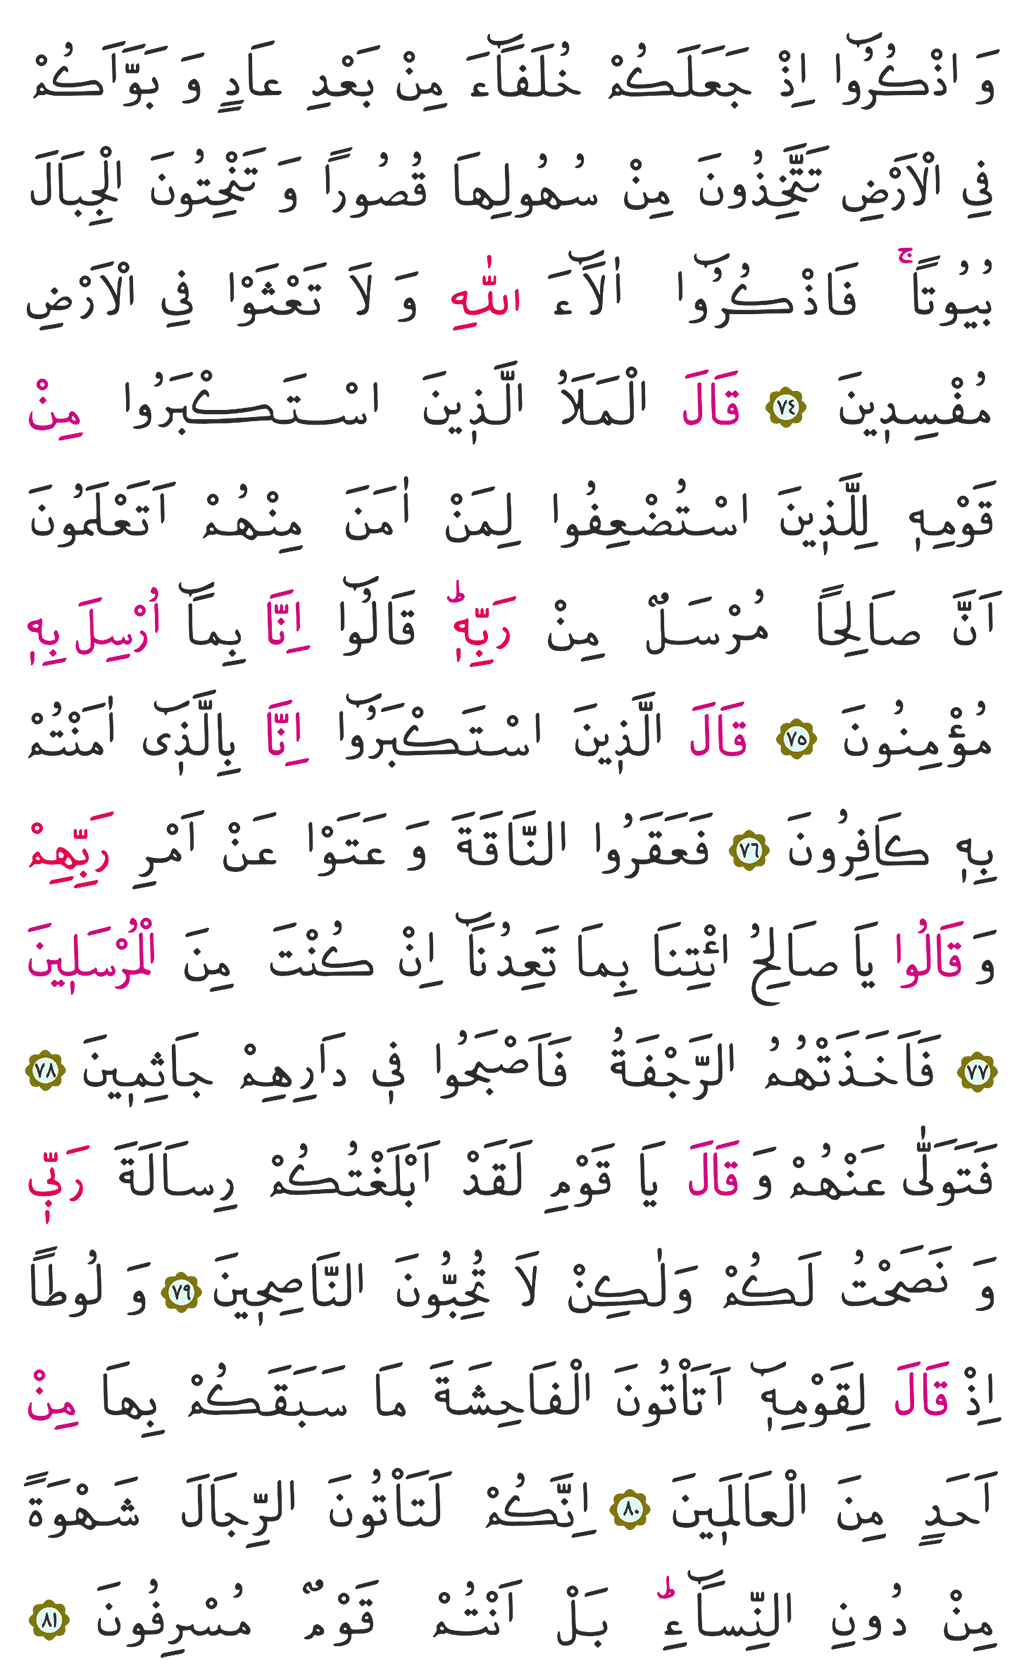 وَ اذْكُرُٓوا اِذْ جَعَلَكُمْ خُلَفَٓاءَ مِنْ بَعْدِ عَادٍ وَ بَوَّاَكُمْ
فِي الْاَرْضِ تَتَّخِذُونَ مِنْ سُهُولِهَا قُصُوراً وَ تَنْحِتُونَ الْجِبَالَ
بُيُوتاًۚ فَاذْكُرُٓوا اٰلَٓاءَ اللّٰهِ وَ لَا تَعْثَوْا فِي الْاَرْضِ
مُفْسِدٖينَ ﴿٧٤﴾ قَالَ الْمَلَاُ الَّذٖينَ اسْتَكْبَرُوا مِنْ
قَوْمِهٖ لِلَّذٖينَ اسْتُضْعِفُوا لِمَنْ اٰمَنَ مِنْهُمْ اَتَعْلَمُونَ
اَنَّ صَالِحاً مُرْسَلٌ مِنْ رَبِّهٖؕ قَالُٓوا اِنَّا بِمَٓا اُرْسِلَ بِهٖ
مُؤْمِنُونَ ﴿٧٥﴾ قَالَ الَّذٖينَ اسْتَكْبَرُٓوا اِنَّا بِالَّذٖٓى اٰمَنْتُمْ
بِهٖ كَافِرُونَ ﴿٧٦﴾ فَعَقَرُوا النَّاقَةَ وَ عَتَوْا عَنْ اَمْرِ رَبِّهِمْ
وَ قَالُوا يَا صَالِحُ ائْتِنَا بِمَا تَعِدُنَٓا اِنْ كُنْتَ مِنَ الْمُرْسَلٖينَ
﴿٧٧﴾ فَاَخَذَتْهُمُ الرَّجْفَةُ فَاَصْبَحُوا فٖي دَارِهِمْ جَاثِمٖينَ ﴿٧٨﴾
فَتَوَلّٰى عَنْهُمْ وَ قَالَ يَا قَوْمِ لَقَدْ اَبْلَغْتُكُمْ رِسَالَةَ رَبّٖي
وَ نَصَحْتُ لَكُمْ وَلٰكِنْ لَا تُحِبُّونَ النَّاصِحٖينَ ﴿٧٩﴾ وَ لُوطاً
اِذْ قَالَ لِقَوْمِهٖٓ اَتَاْتُونَ الْفَاحِشَةَ مَا سَبَقَكُمْ بِهَا مِنْ
اَحَدٍ مِنَ الْعَالَمٖينَ ﴿٨٠﴾ اِنَّكُمْ لَتَاْتُونَ الرِّجَالَ شَهْوَةً
مِنْ دُونِ النِّسَٓاءِؕ بَلْ اَنْتُمْ قَوْمٌ مُسْرِفُونَ ﴿٨١﴾